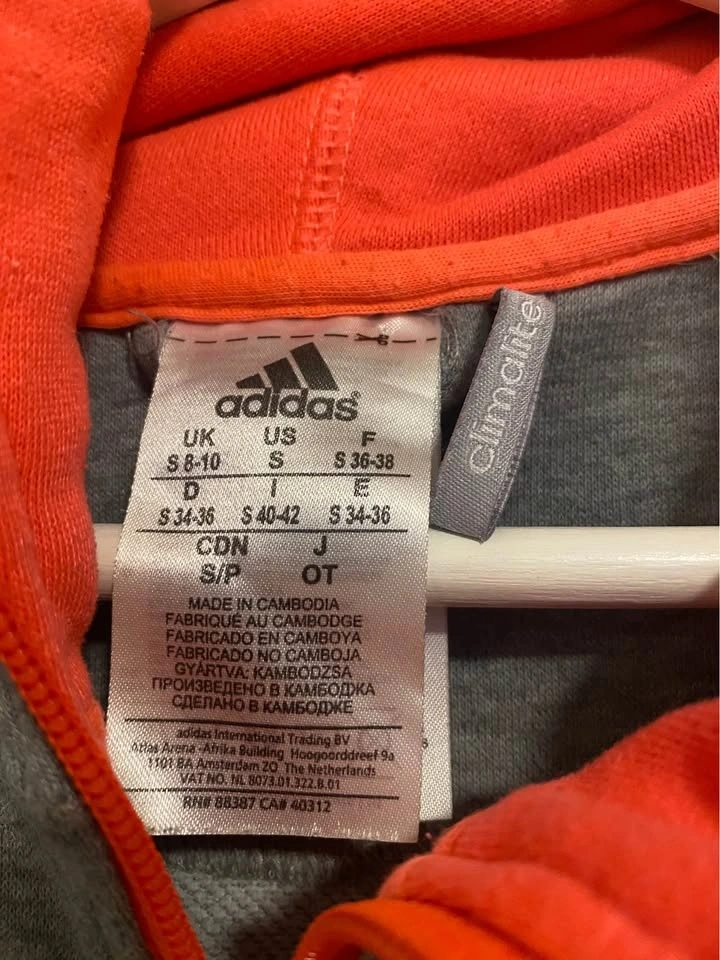 adidas
UK US F
S 8-10 S S 36-38
D I E
S 34-36 S 40-42 S 34-36
CDN J
S/P OT
MADE IN CAMBODIA
FABRIQUÉ AU CAMBODGE
FABRICADO EN CAMBOYA
FABRICADO NO CAMBOJA
GYÁRTVA: KAMBODZSA
ПРОИЗВЕДЕНО В КАМБОДЖА
СДЕЛАНО В КАМБОДЖЕ
adidas International Trading BV
Atlas Arena -Afrika Building Hoogoorddreef 9a
1101 BA Amsterdam ZO The Netherlands
VAT NO. NL 8073.01.322.B.01
RN# 88387 CA# 40312
climalite